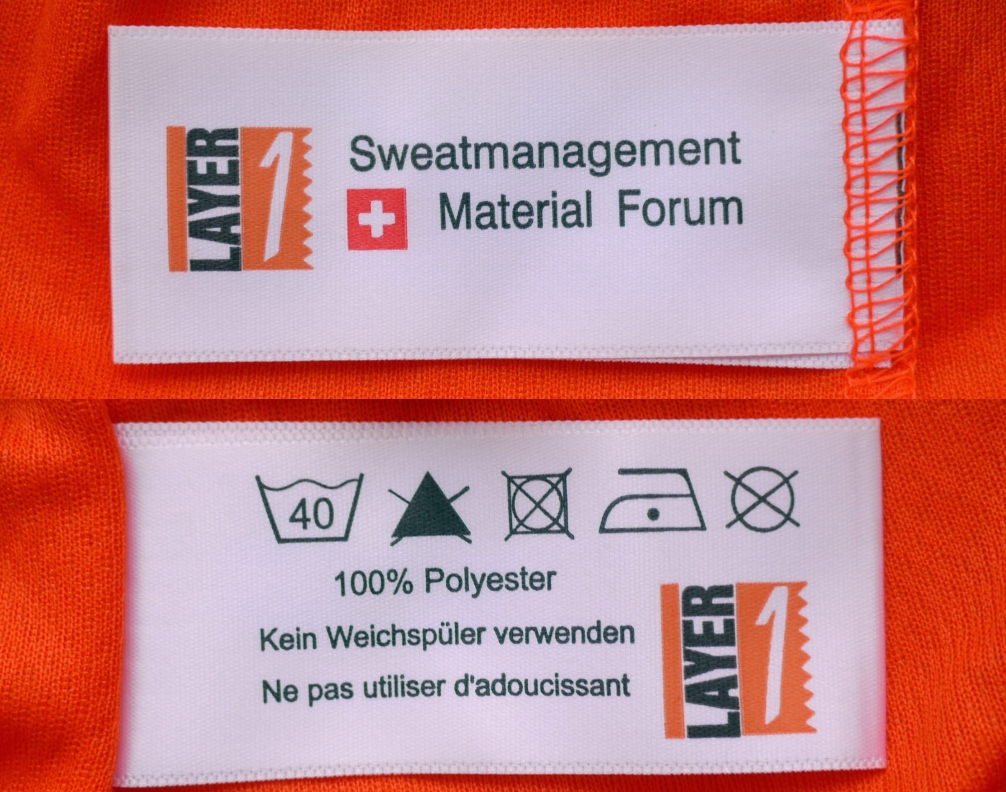 LAYER 1
Sweatmanagement
Material Forum
40
100% Polyester
Kein Weichspüler verwenden
Ne pas utiliser d'adoucissant
LAYER 1